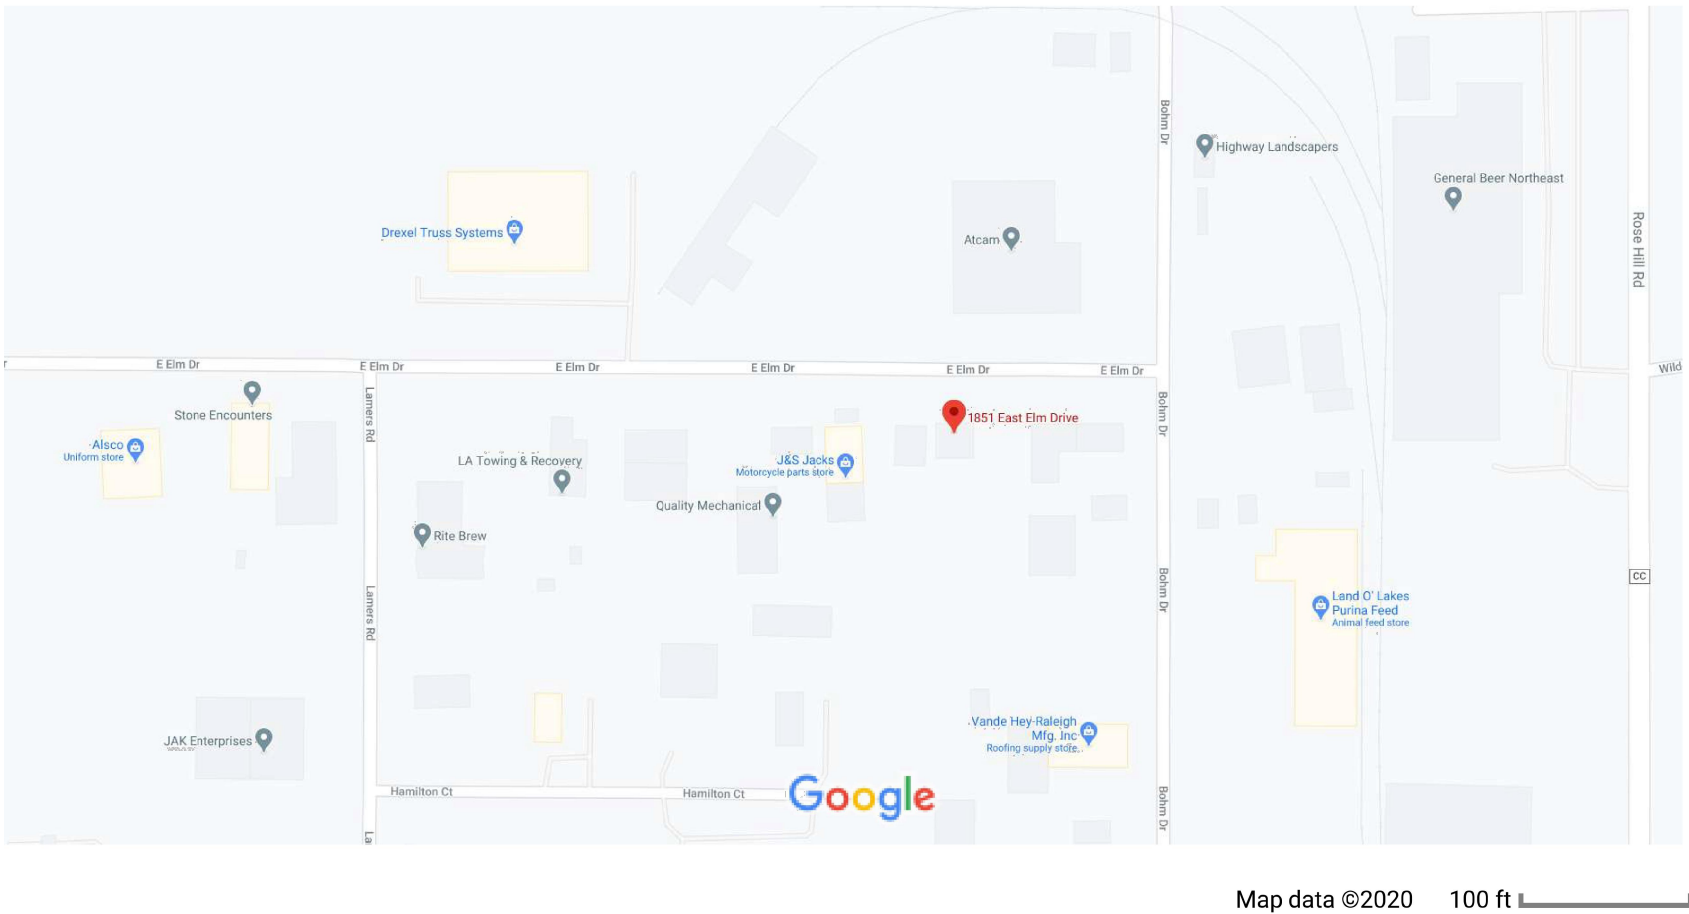 Bohm Dr
Highway Landscapers
General Beer Northeast
Rose Hill Rd
Drexel Truss Systems
Atcam
E Elm Dr
E Elm Dr
E Elm Dr
E Elm Dr
E Elm Dr
E Elm Dr
Wild
Stone Encounters
Lamers Rd
1851 East Elm Drive
Bohm Dr
Alsco
Uniform store
LA Towing & Recovery
J&S Jacks
Motorcycle parts store
Quality Mechanical
Rite Brew
CC
Lamers Rd
Bohm Dr
Land O' Lakes
Purina Feed
Animal feed store
JAK Enterprises
Vande Hey-Raleigh
Mfg. Inc
Roofing supply store...
Hamilton Ct
Hamilton Ct
Google
Bohm Dr
La
Map data ©2020
100 ft